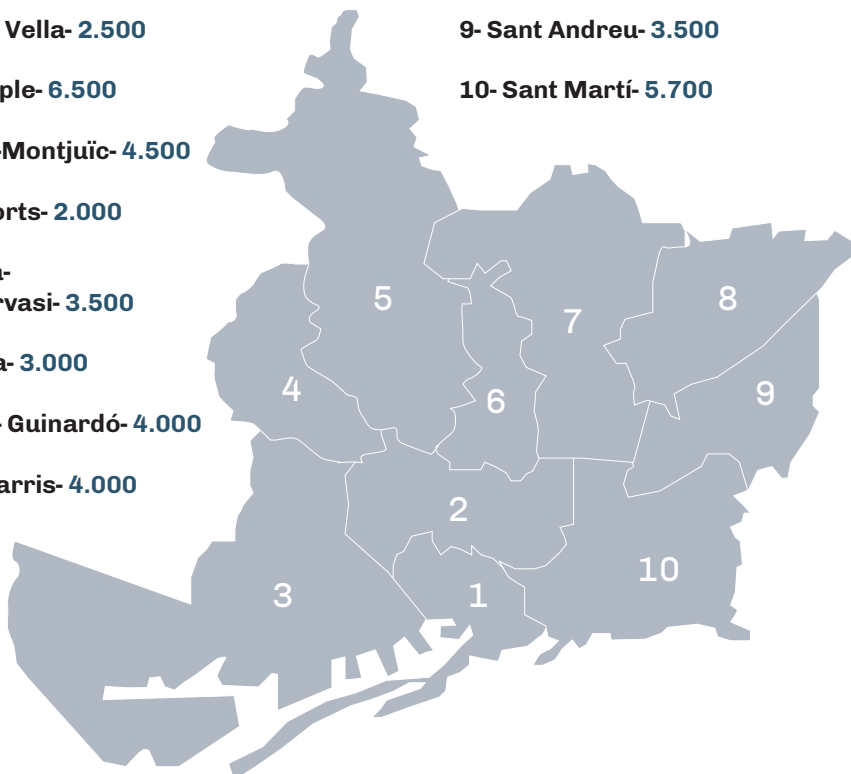 Vella- 2.500
ple- 6.500
-Montjuïc- 4.500
orts- 2.000
a-
rvasi- 3.500
a- 3.000
- Guinardó- 4.000
arris- 4.000
9- Sant Andreu- 3.500
10- Sant Martí- 5.700
5
8
7
4
9
6
2
10
3
1